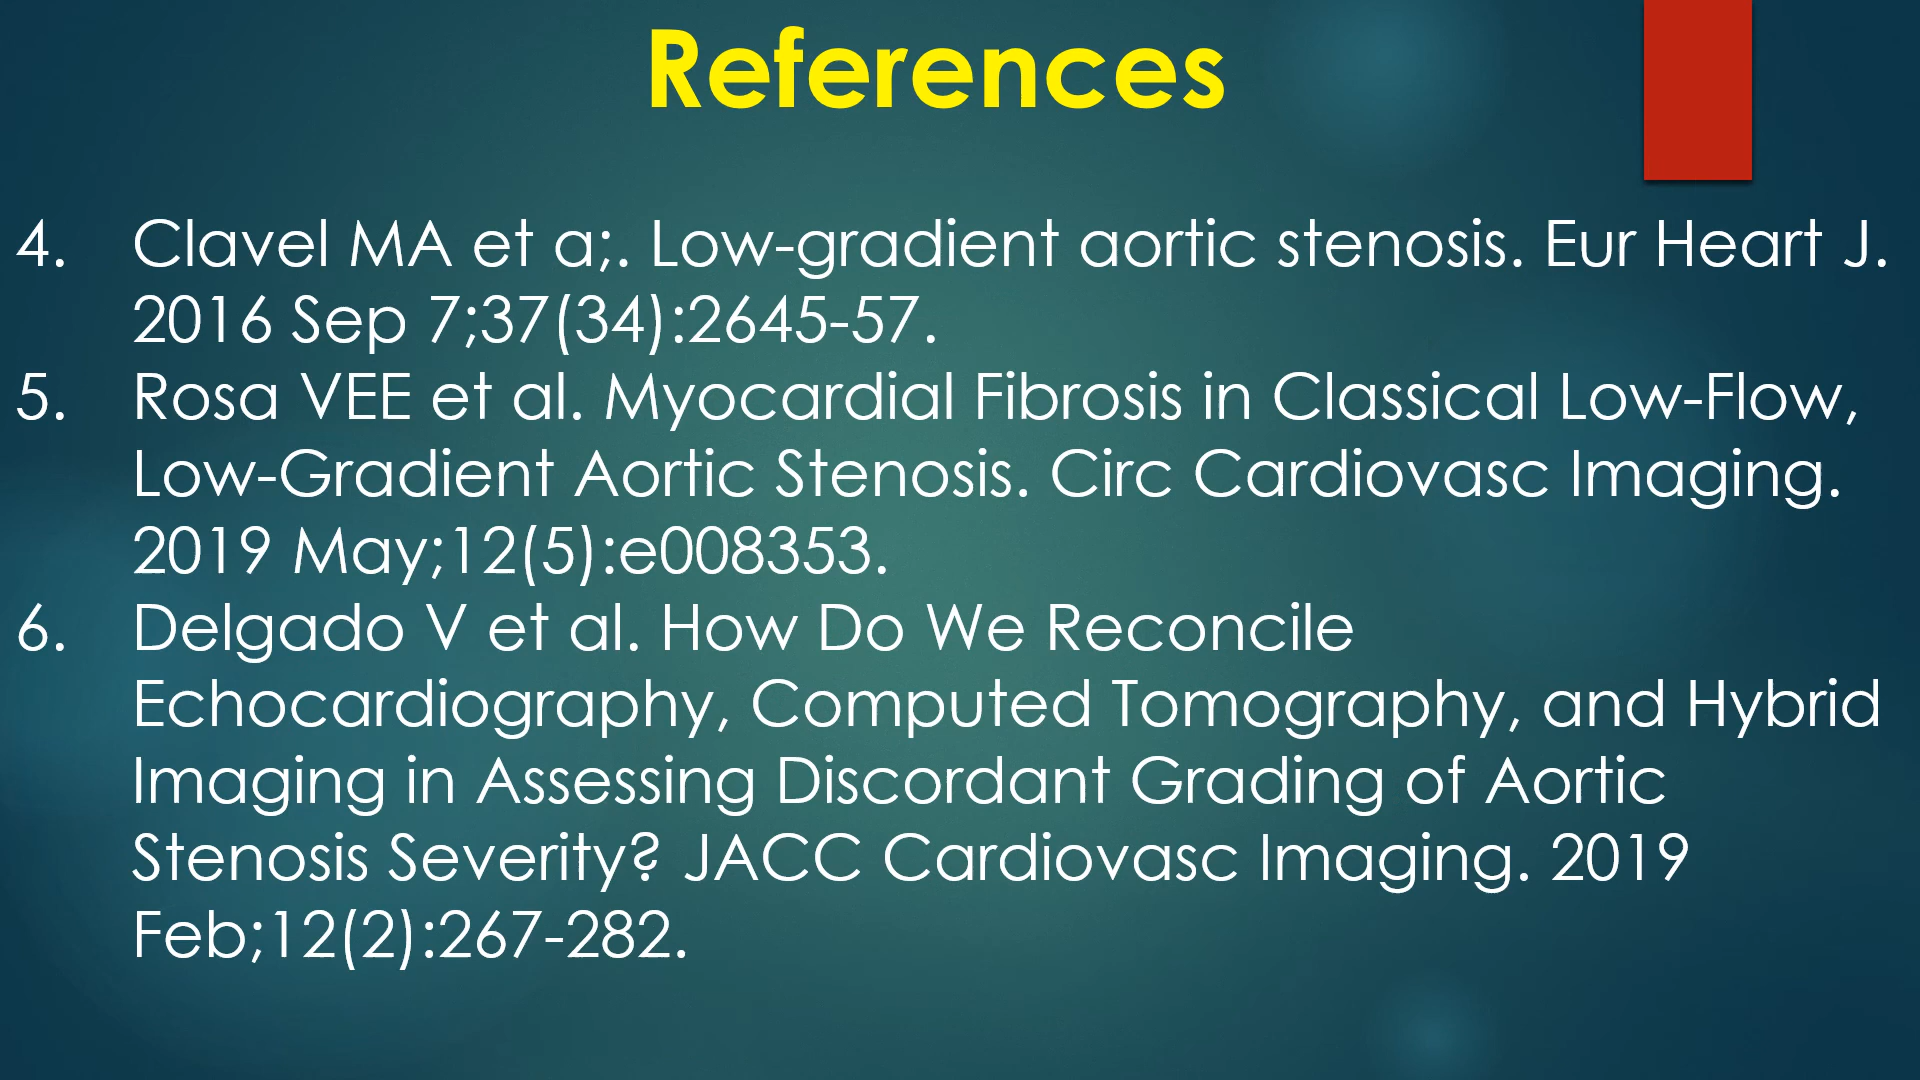 References
4. Clavel MA et a;. Low-gradient aortic stenosis. Eur Heart J.
2016 Sep 7;37(34):2645-57.
5. Rosa VEE et al. Myocardial Fibrosis in Classical Low-Flow,
Low-Gradient Aortic Stenosis. Circ Cardiovasc Imaging.
2019 May;12(5):e008353.
6. Delgado V et al. How Do We Reconcile
Echocardiography, Computed Tomography, and Hybrid
Imaging in Assessing Discordant Grading of Aortic
Stenosis Severity? JACC Cardiovasc Imaging. 2019
Feb;12(2):267-282.